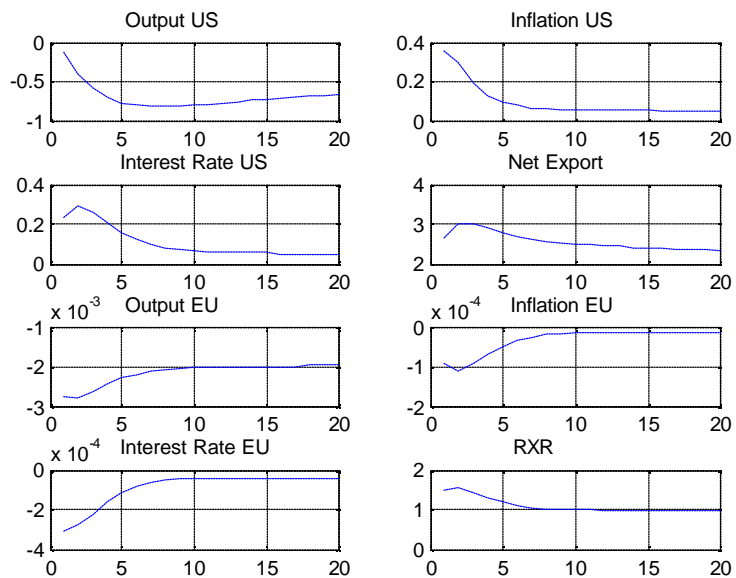 Output US
0
-0.5
-1
0 5 10 15 20
Inflation US
0.4
0.2
0
0 5 10 15 20
Interest Rate US
0.4
0.2
0
0 5 10 15 20
Net Export
4
3
2
0 5 10 15 20
x 10^-3
Output EU
-1
-2
-3
0 5 10 15 20
x 10^-4
Inflation EU
0
-1
-2
0 5 10 15 20
x 10^-4
Interest Rate EU
0
-2
-4
0 5 10 15 20
RXR
2
1
0
0 5 10 15 20